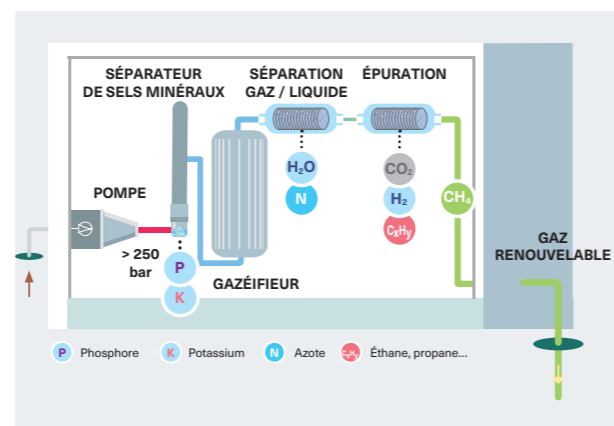 SÉPARATEUR
DE SELS MINÉRAUX
SÉPARATION
GAZ / LIQUIDE
ÉPURATION
H₂O
N
CO₂
H₂
CxHy
CH₄
POMPE
> 250
bar
P
K
GAZÉIFIEUR
GAZ
RENOUVELABLE
P Phosphore
K Potassium
N Azote
CxHy Éthane, propane...